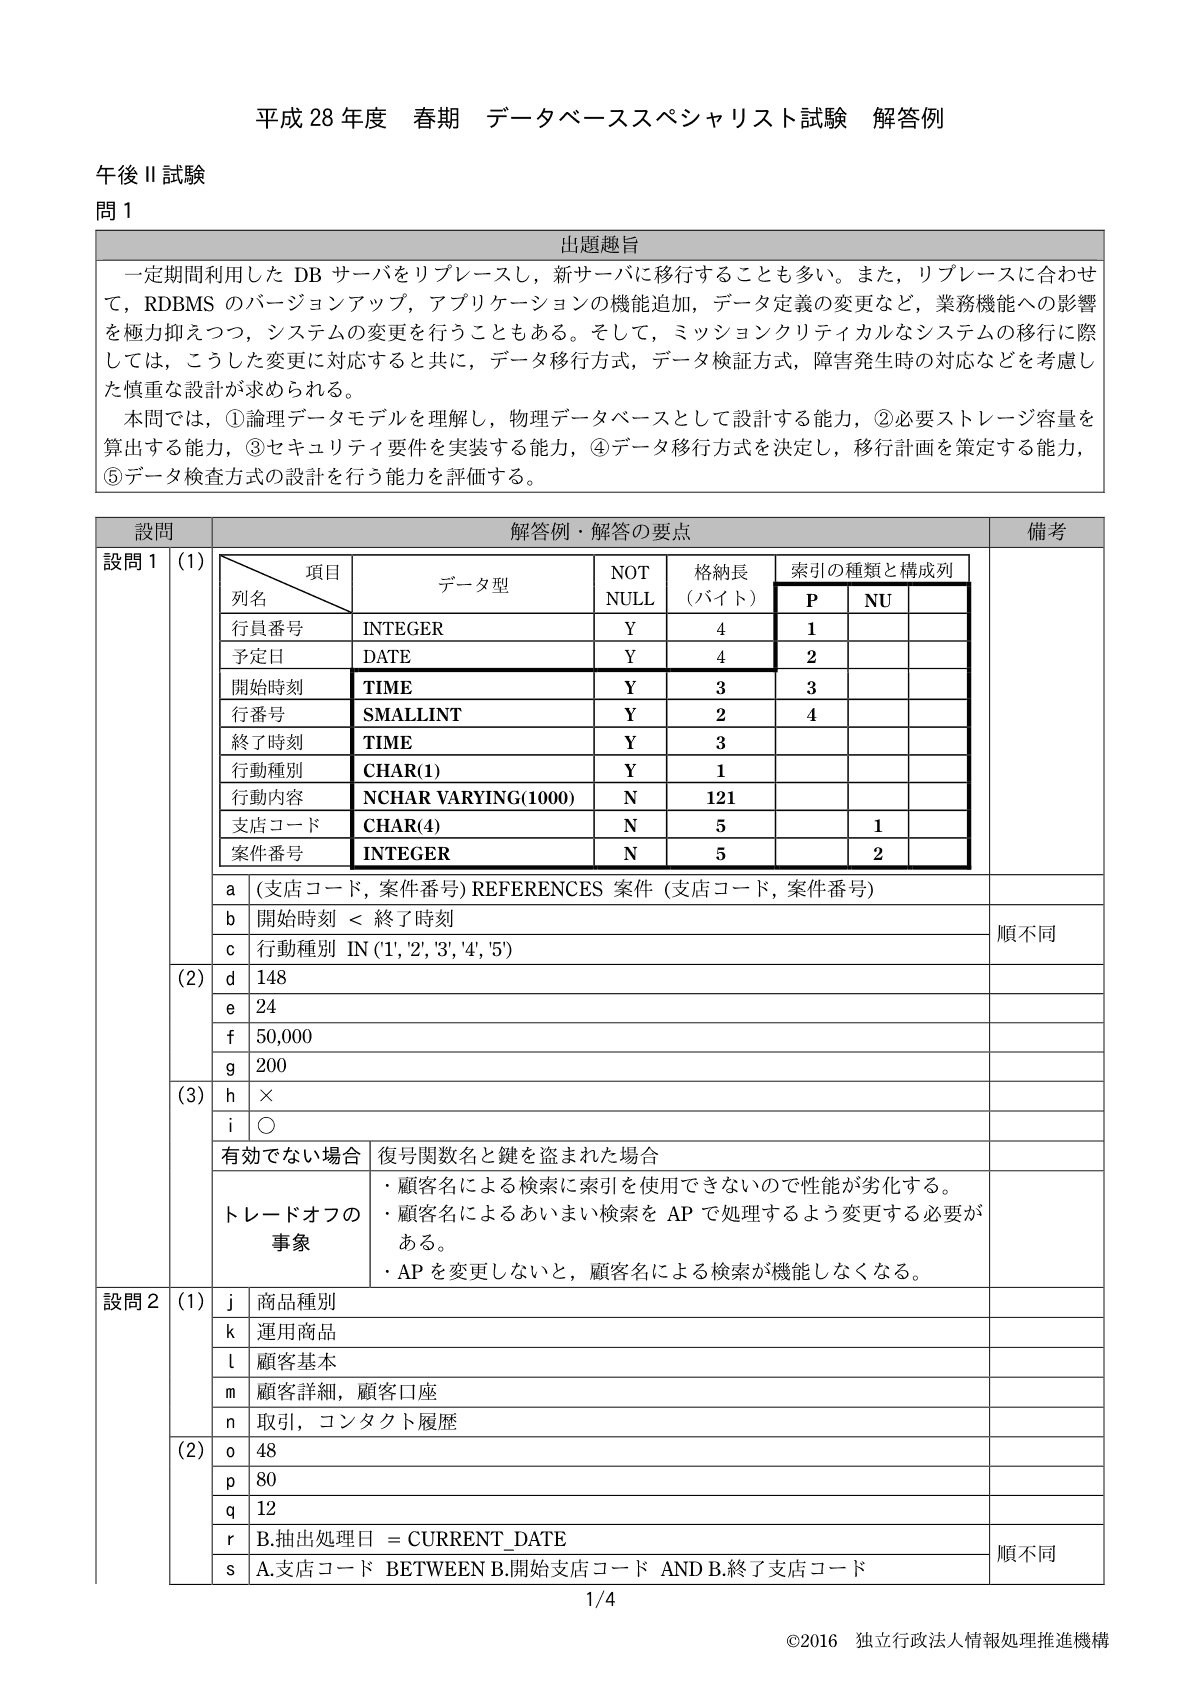 平成 28 年度　春期　データベーススペシャリスト試験　解答例
午後 II 試験
問 1
出題趣旨
一定期間利用した DB サーバをリプレースし，新サーバに移行することも多い。また，リプレースに合わせ
て，RDBMS のバージョンアップ，アプリケーションの機能追加，データ定義の変更など，業務機能への影響
を極力抑えつつ，システムの変更を行うこともある。そして，ミッションクリティカルなシステムの移行に際
しては，こうした変更に対応すると共に，データ移行方式，データ検証方式，障害発生時の対応などを考慮し
た慎重な設計が求められる。
本問では，①論理データモデルを理解し，物理データベースとして設計する能力，②必要ストレージ容量を
算出する能力，③セキュリティ要件を実装する能力，④データ移行方式を決定し，移行計画を策定する能力，
⑤データ検査方式の設計を行う能力を評価する。
設問 解答例・解答の要点 備考
設問 1 (1)
項目 データ型 NOT 格納長 索引の種類と構成列
列名 NULL （バイト） P NU
行員番号 INTEGER Y 4 1
予定日 DATE Y 4 2
開始時刻 TIME Y 3 3
行番号 SMALLINT Y 2 4
終了時刻 TIME Y 3
行動種別 CHAR(1) Y 1
行動内容 NCHAR VARYING(1000) N 121
支店コード CHAR(4) N 5 1
案件番号 INTEGER N 5 2
a (支店コード, 案件番号) REFERENCES 案件 (支店コード, 案件番号)
b 開始時刻 < 終了時刻 順不同
c 行動種別 IN ('1', '2', '3', '4', '5')
(2) d 148
e 24
f 50,000
g 200
(3) h ×
i ○
有効でない場合 復号関数名と鍵を盗まれた場合
トレードオフの事象 ・顧客名による検索に索引を使用できないので性能が劣化する。
・顧客名によるあいまい検索を AP で処理するよう変更する必要が
ある。
・AP を変更しないと，顧客名による検索が機能しなくなる。
設問 2 (1) j 商品種別
k 運用商品
l 顧客基本
m 顧客詳細，顧客口座
n 取引，コンタクト履歴
(2) o 48
p 80
q 12
r B.抽出処理日 = CURRENT_DATE 順不同
s A.支店コード BETWEEN B.開始支店コード AND B.終了支店コード
1/4
©2016　独立行政法人情報処理推進機構